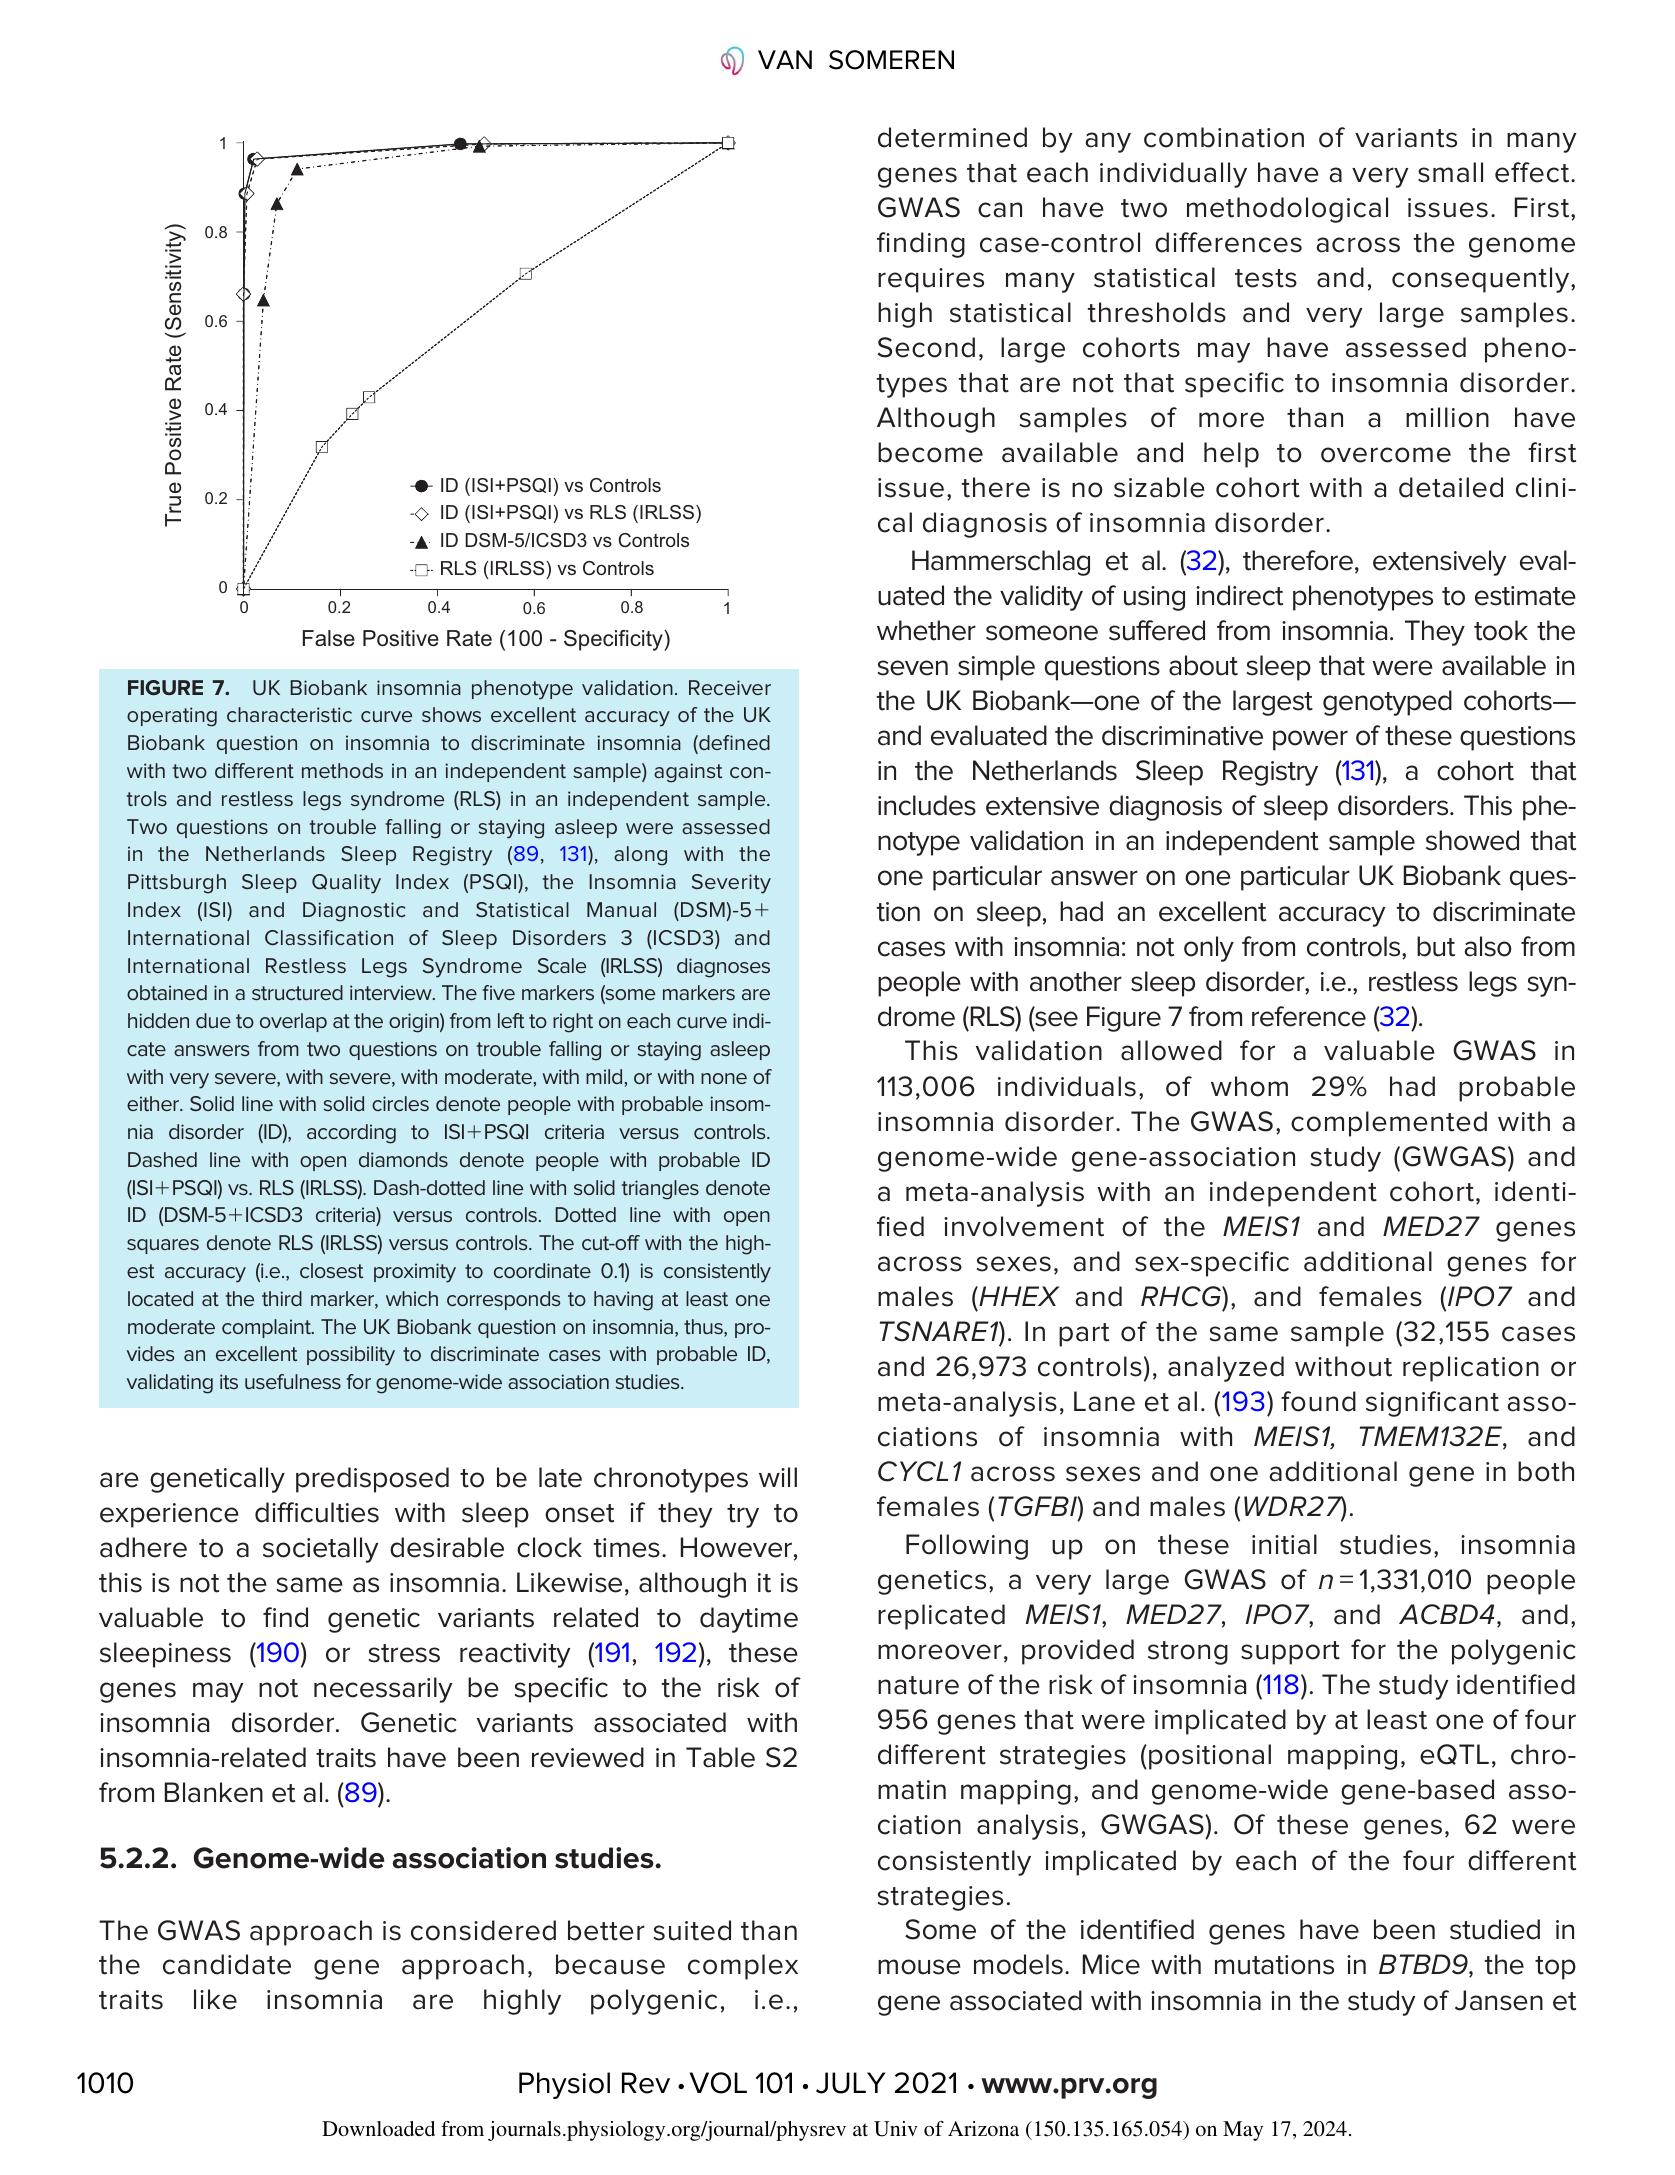 VAN SOMEREN
1
0.8
0.6
0.4
0.2
0
0
0.2
0.4
0.6
0.8
1
True Positive Rate (Sensitivity)
False Positive Rate (100 - Specificity)
ID (ISI+PSQI) vs Controls
ID (ISI+PSQI) vs RLS (IRLSS)
ID DSM-5/ICSD3 vs Controls
RLS (IRLSS) vs Controls
FIGURE 7. UK Biobank insomnia phenotype validation. Receiver
operating characteristic curve shows excellent accuracy of the UK
Biobank question on insomnia to discriminate insomnia (defined
with two different methods in an independent sample) against con-
trols and restless legs syndrome (RLS) in an independent sample.
Two questions on trouble falling or staying asleep were assessed
in the Netherlands Sleep Registry (89, 131), along with the
Pittsburgh Sleep Quality Index (PSQI), the Insomnia Severity
Index (ISI) and Diagnostic and Statistical Manual (DSM)-5+
International Classification of Sleep Disorders 3 (ICSD3) and
International Restless Legs Syndrome Scale (IRLSS) diagnoses
obtained in a structured interview. The five markers (some markers are
hidden due to overlap at the origin) from left to right on each curve indi-
cate answers from two questions on trouble falling or staying asleep
with very severe, with severe, with moderate, with mild, or with none of
either. Solid line with solid circles denote people with probable insom-
nia disorder (ID), according to ISI+PSQI criteria versus controls.
Dashed line with open diamonds denote people with probable ID
(ISI+PSQI) vs. RLS (IRLSS). Dash-dotted line with solid triangles denote
ID (DSM-5+ICSD3 criteria) versus controls. Dotted line with open
squares denote RLS (IRLSS) versus controls. The cut-off with the high-
est accuracy (i.e., closest proximity to coordinate 0.1) is consistently
located at the third marker, which corresponds to having at least one
moderate complaint. The UK Biobank question on insomnia, thus, pro-
vides an excellent possibility to discriminate cases with probable ID,
validating its usefulness for genome-wide association studies.
are genetically predisposed to be late chronotypes will
experience difficulties with sleep onset if they try to
adhere to a societally desirable clock times. However,
this is not the same as insomnia. Likewise, although it is
valuable to find genetic variants related to daytime
sleepiness (190) or stress reactivity (191, 192), these
genes may not necessarily be specific to the risk of
insomnia disorder. Genetic variants associated with
insomnia-related traits have been reviewed in Table S2
from Blanken et al. (89).
5.2.2. Genome-wide association studies.
The GWAS approach is considered better suited than
the candidate gene approach, because complex
traits like insomnia are highly polygenic, i.e.,
determined by any combination of variants in many
genes that each individually have a very small effect.
GWAS can have two methodological issues. First,
finding case-control differences across the genome
requires many statistical tests and, consequently,
high statistical thresholds and very large samples.
Second, large cohorts may have assessed pheno-
types that are not that specific to insomnia disorder.
Although samples of more than a million have
become available and help to overcome the first
issue, there is no sizable cohort with a detailed clini-
cal diagnosis of insomnia disorder.
Hammerschlag et al. (32), therefore, extensively eval-
uated the validity of using indirect phenotypes to estimate
whether someone suffered from insomnia. They took the
seven simple questions about sleep that were available in
the UK Biobank—one of the largest genotyped cohorts—
and evaluated the discriminative power of these questions
in the Netherlands Sleep Registry (131), a cohort that
includes extensive diagnosis of sleep disorders. This phe-
notype validation in an independent sample showed that
one particular answer on one particular UK Biobank ques-
tion on sleep, had an excellent accuracy to discriminate
cases with insomnia: not only from controls, but also from
people with another sleep disorder, i.e., restless legs syn-
drome (RLS) (see Figure 7 from reference (32).
This validation allowed for a valuable GWAS in
113,006 individuals, of whom 29% had probable
insomnia disorder. The GWAS, complemented with a
genome-wide gene-association study (GWGAS) and
a meta-analysis with an independent cohort, identi-
fied involvement of the MEIS1 and MED27 genes
across sexes, and sex-specific additional genes for
males (HHEX and RHCG), and females (IPO7 and
TSNARE1). In part of the same sample (32,155 cases
and 26,973 controls), analyzed without replication or
meta-analysis, Lane et al. (193) found significant asso-
ciations of insomnia with MEIS1, TMEM132E, and
CYCL1 across sexes and one additional gene in both
females (TGFBI) and males (WDR27).
Following up on these initial studies, insomnia
genetics, a very large GWAS of n=1,331,010 people
replicated MEIS1, MED27, IPO7, and ACBD4, and,
moreover, provided strong support for the polygenic
nature of the risk of insomnia (118). The study identified
956 genes that were implicated by at least one of four
different strategies (positional mapping, eQTL, chro-
matin mapping, and genome-wide gene-based asso-
ciation analysis, GWGAS). Of these genes, 62 were
consistently implicated by each of the four different
strategies.
Some of the identified genes have been studied in
mouse models. Mice with mutations in BTBD9, the top
gene associated with insomnia in the study of Jansen et
1010
Physiol Rev • VOL 101 • JULY 2021 • www.prv.org
Downloaded from journals.physiology.org/journal/physrev at Univ of Arizona (150.135.165.054) on May 17, 2024.